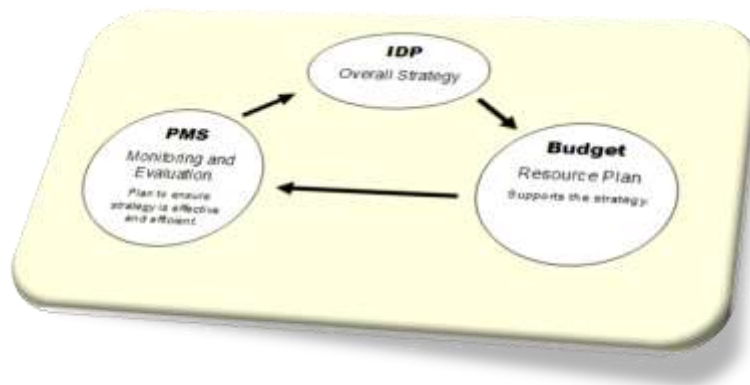 IDP
Overall Strategy
PMS
Monitoring and
Evaluation
Plan to ensure
strategy is effective
and efficient
Budget
Resource Plan
Supports the strategy